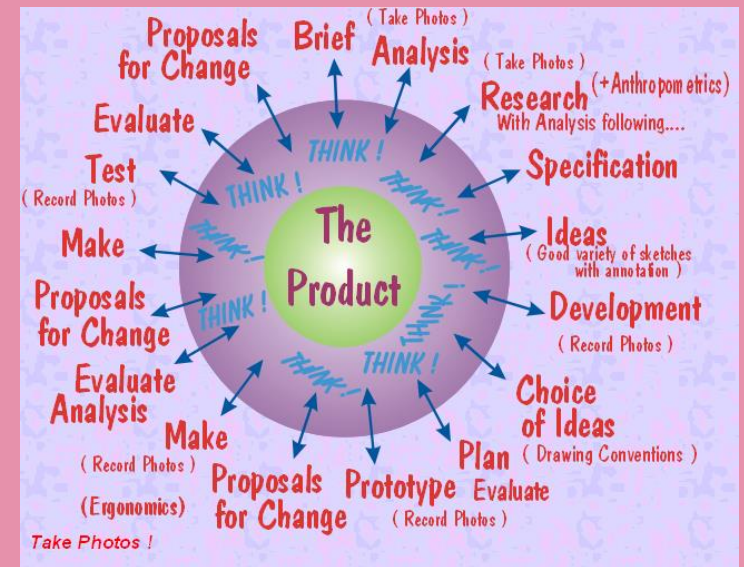 Brief
( Take Photos )
Analysis
( Take Photos )
Research (+Anthropometrics)
With Analysis following....
Specification
Ideas
( Good variety of sketches
with annotation )
Development
( Record Photos )
Choice
of Ideas
( Drawing Conventions )
Plan
Evaluate
Prototype
( Record Photos )
Proposals
for Change
Make
( Record Photos )
(Ergonomics)
Evaluate
Analysis
Proposals
for Change
Make
Test
( Record Photos )
Evaluate
Proposals
for Change
THINK !
THINK !
THINK !
THINK !
THINK !
THINK !
THINK !
THINK !
THINK !
The
Product
Take Photos !